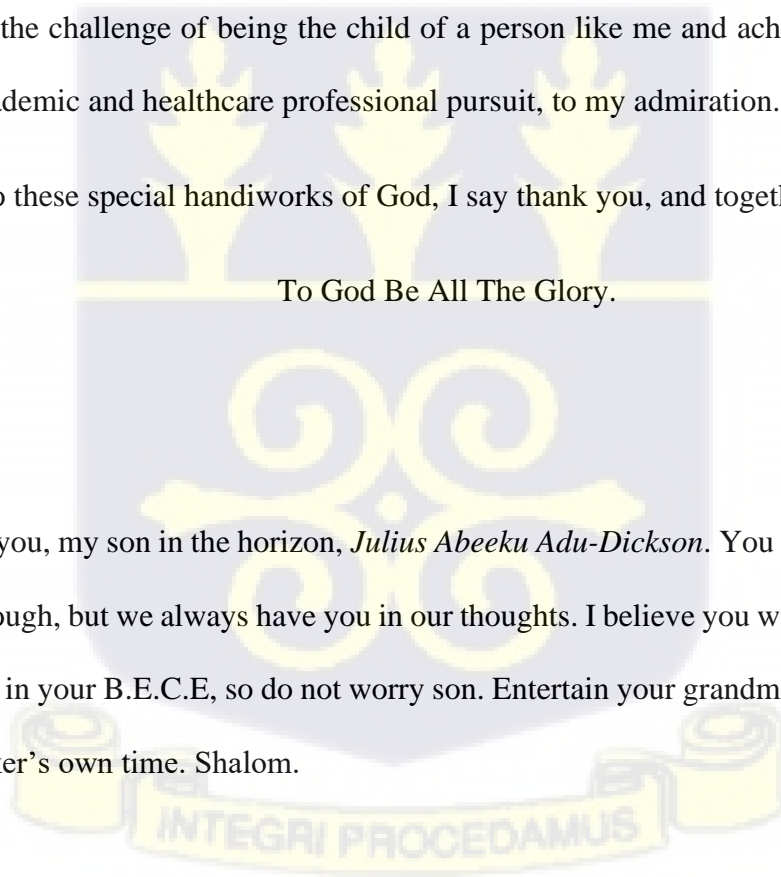 the challenge of being the child of a person like me and ach
ademic and healthcare professional pursuit, to my admiration.
o these special handiworks of God, I say thank you, and togeth
To God Be All The Glory.
you, my son in the horizon, Julius Abeeku Adu-Dickson. You
ough, but we always have you in our thoughts. I believe you w
in your B.E.C.E, so do not worry son. Entertain your grandm
er's own time. Shalom.
INTEGRI PROCEDAMUS